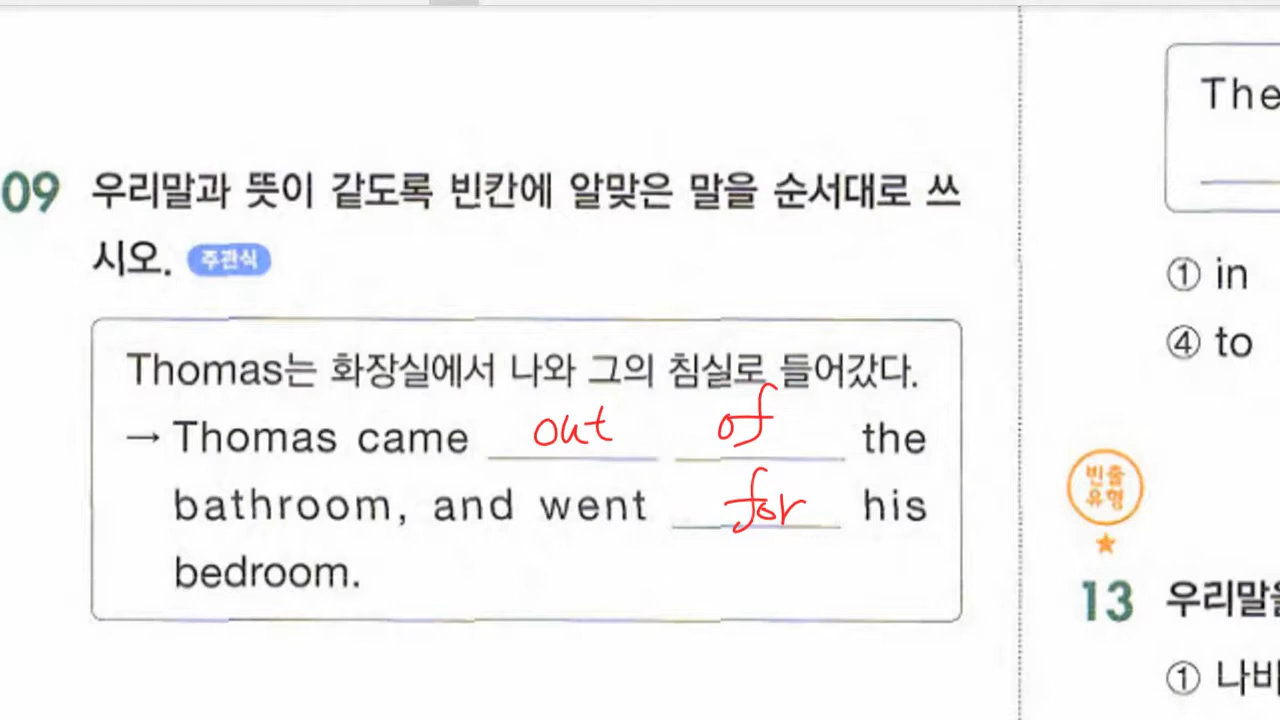 09 우리말과 뜻이 같도록 빈칸에 알맞은 말을 순서대로 쓰
시오. 주관식
Thomas는 화장실에서 나와 그의 침실로 들어갔다.
→ Thomas came out of the
bathroom, and went for his
bedroom.
The
① in
④ to
빈출
유형
13 우리말을
① 나비